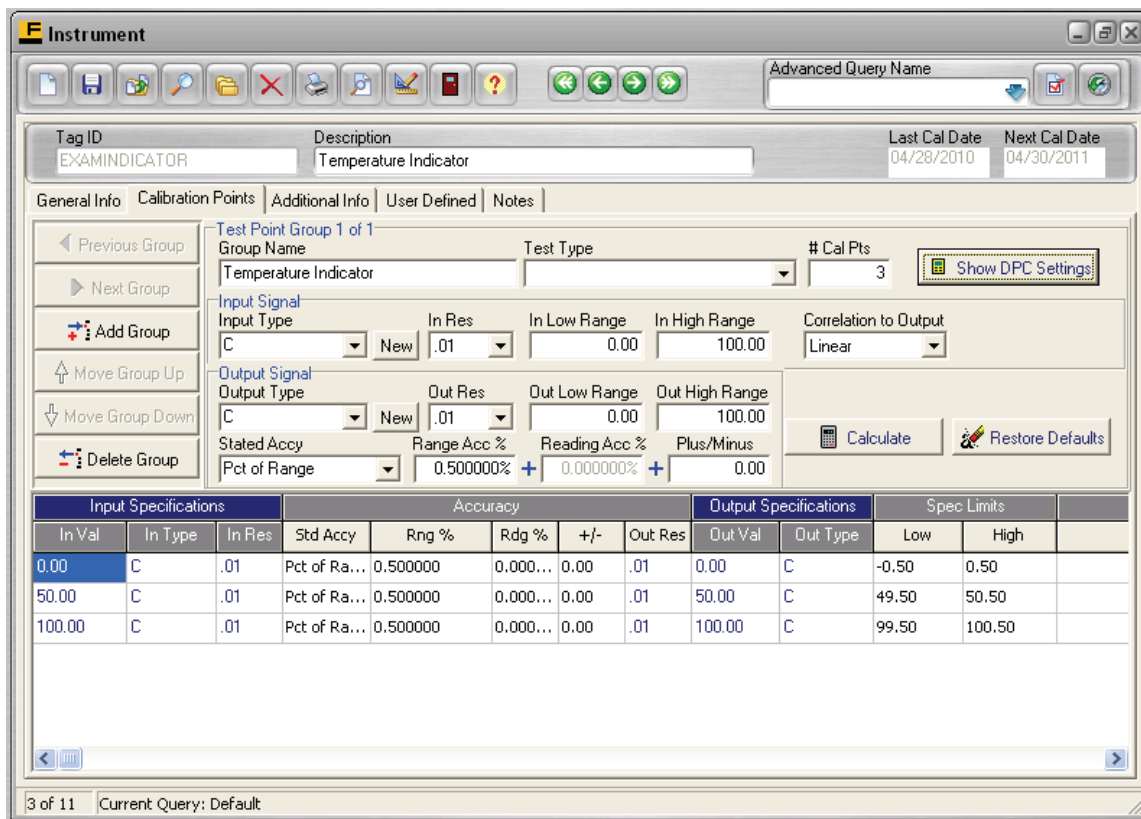 Instrument
Advanced Query Name
Tag ID Description Last Cal Date Next Cal Date
EXAMINDICATOR Temperature Indicator 04/28/2010 04/30/2011
General Info Calibration Points Additional Info User Defined Notes
Previous Group
Next Group
Add Group
Move Group Up
Move Group Down
Delete Group
Test Point Group 1 of 1
Group Name Test Type # Cal Pts
Temperature Indicator 3 Show DPC Settings
Input Signal
Input Type In Res In Low Range In High Range Correlation to Output
C New .01 0.00 100.00 Linear
Output Signal
Output Type Out Res Out Low Range Out High Range
C New .01 0.00 100.00
Stated Accy Range Acc % Reading Acc % Plus/Minus
Pct of Range 0.500000% + 0.000000% + 0.00
Calculate Restore Defaults
Input Specifications Accuracy Output Specifications Spec Limits
In Val In Type In Res Std Accy Rng % Rdg % +/- Out Res Out Val Out Type Low High
0.00 C .01 Pct of Ra... 0.500000 0.000... 0.00 .01 0.00 C -0.50 0.50
50.00 C .01 Pct of Ra... 0.500000 0.000... 0.00 .01 50.00 C 49.50 50.50
100.00 C .01 Pct of Ra... 0.500000 0.000... 0.00 .01 100.00 C 99.50 100.50
3 of 11 Current Query: Default